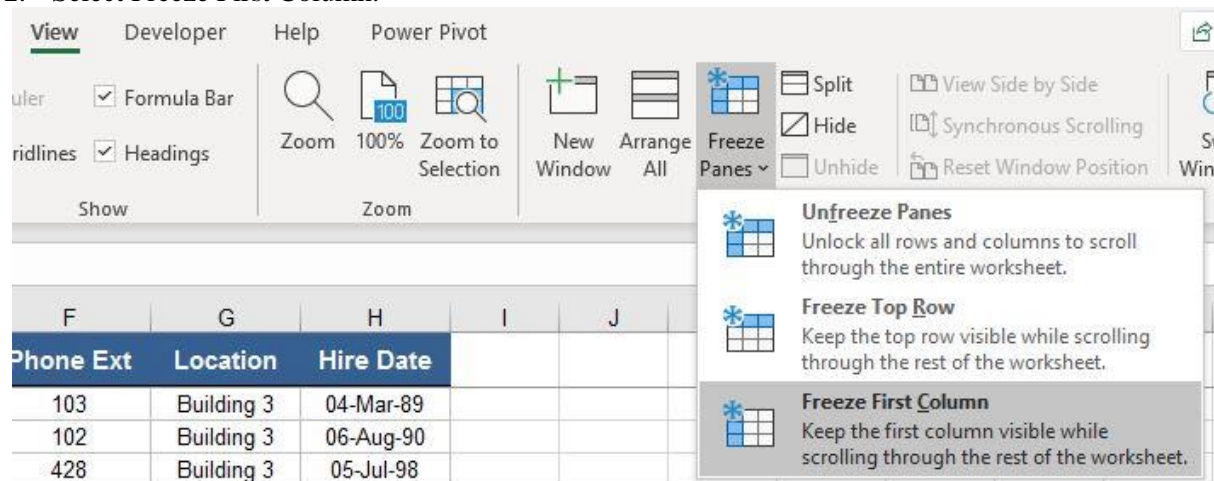 2. Select Freeze First Column.
View Developer Help Power Pivot
uler Formula Bar
ridlines Headings
Show
Zoom
100%
100
Zoom to
Selection
Zoom
New
Window
Arrange
All
Freeze
Panes
Split
Hide
Unhide
View Side by Side
Synchronous Scrolling
Reset Window Position
Win
Unfreeze Panes
Unlock all rows and columns to scroll
through the entire worksheet.
Freeze Top Row
Keep the top row visible while scrolling
through the rest of the worksheet.
Freeze First Column
Keep the first column visible while
scrolling through the rest of the worksheet.
F G H I J
Phone Ext Location Hire Date
103 Building 3 04-Mar-89
102 Building 3 06-Aug-90
428 Building 3 05-Jul-98